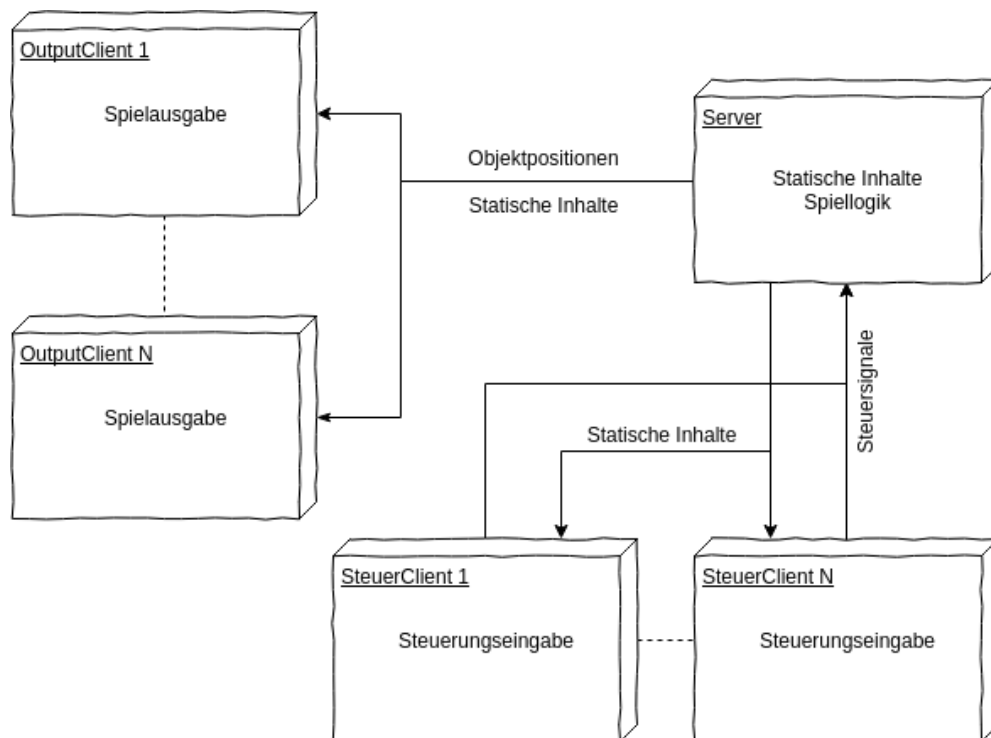 OutputClient 1
Spielausgabe
Server
Statische Inhalte
Spiellogik
Objektpositionen
Statische Inhalte
OutputClient N
Spielausgabe
Steuersignale
Statische Inhalte
SteuerClient 1
Steuerungseingabe
SteuerClient N
Steuerungseingabe